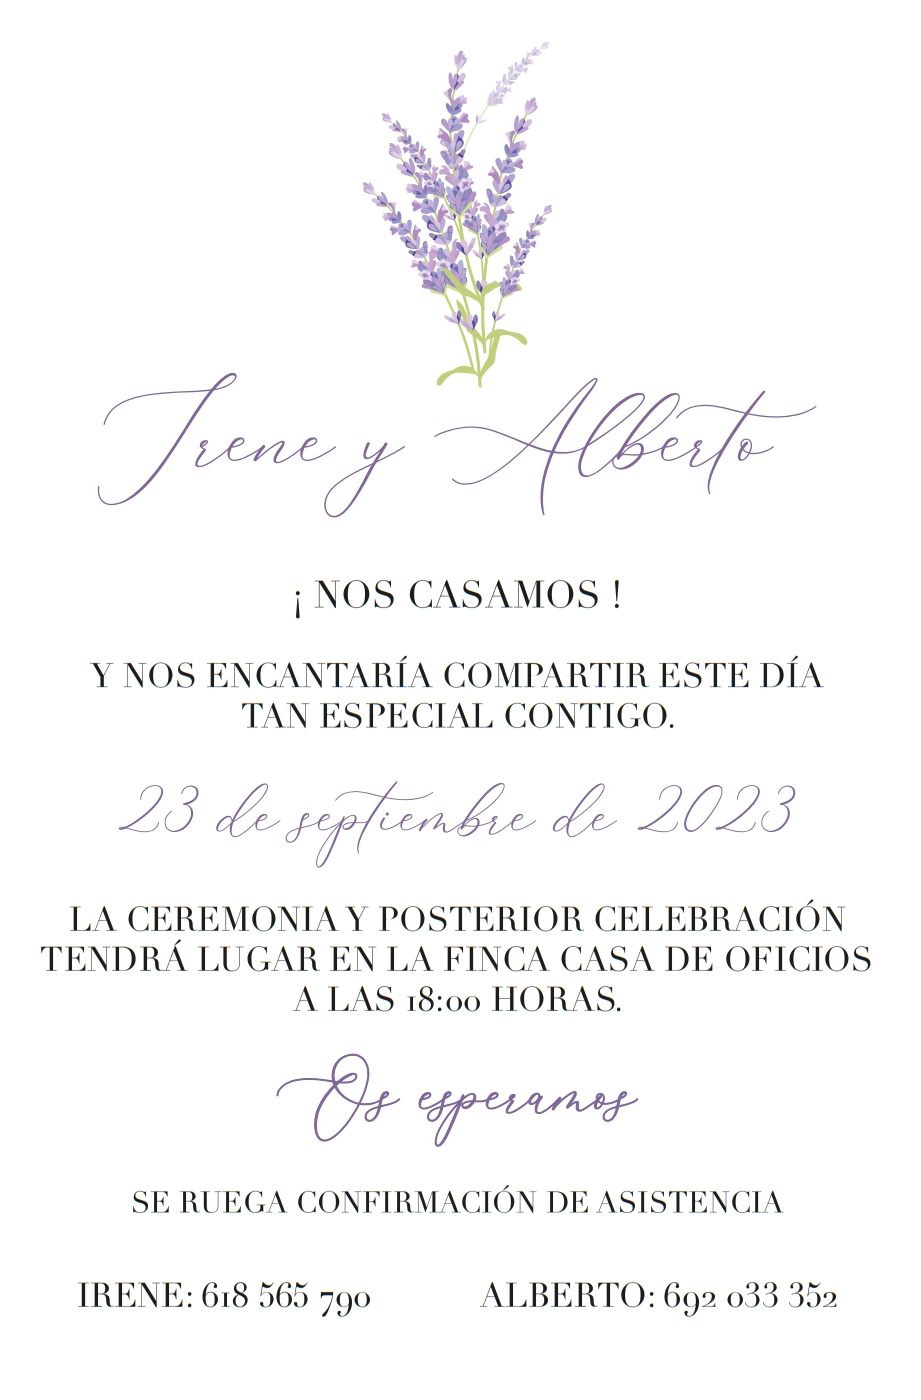 Irene y Alberto
¡ NOS CASAMOS !
Y NOS ENCANTARÍA COMPARTIR ESTE DÍA
TAN ESPECIAL CONTIGO.
23 de septiembre de 2023
LA CEREMONIA Y POSTERIOR CELEBRACIÓN
TENDRÁ LUGAR EN LA FINCA CASA DE OFICIOS
A LAS 18:00 HORAS.
Os esperamos
SE RUEGA CONFIRMACIÓN DE ASISTENCIA
IRENE: 618 565 790 ALBERTO: 692 033 352